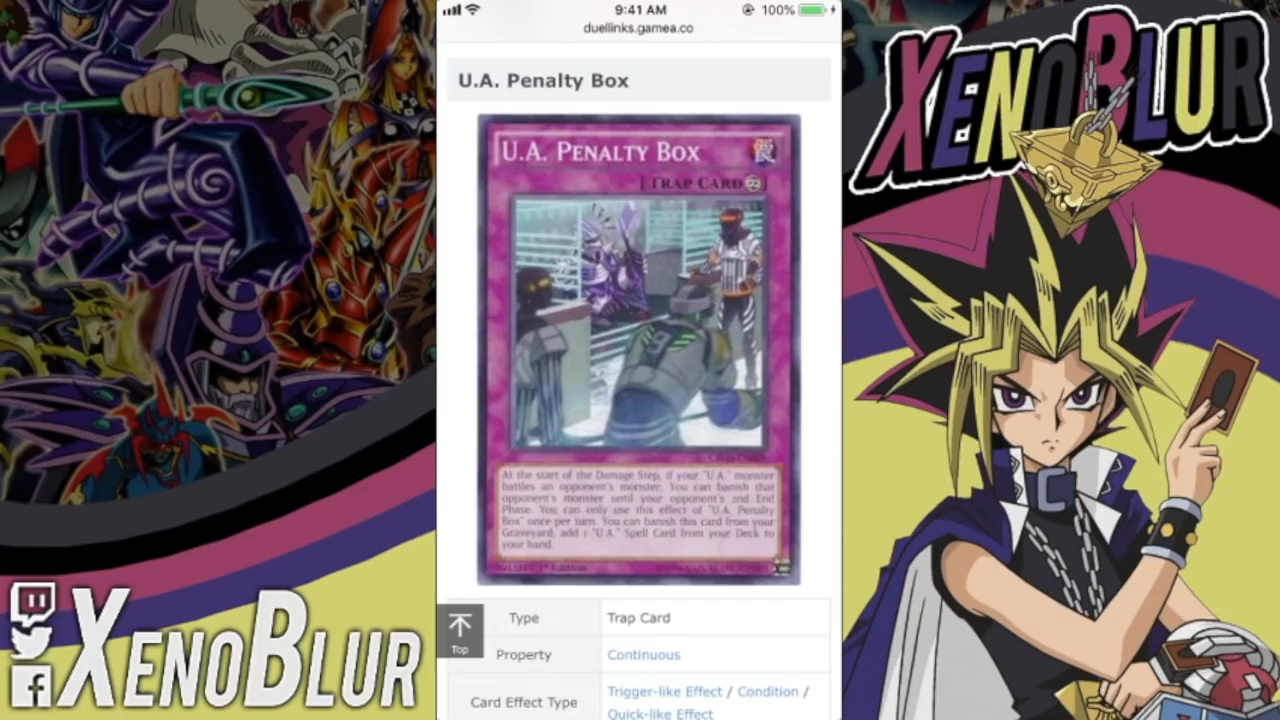 9:41 AM
100%
duellinks.gamea.co
U.A. Penalty Box
U.A. PENALTY BOX
[TRAP CARD]
At the start of the Damage Step, if your "U.A." monster
battles an opponent's monster: You can banish that
opponent's monster until your opponent's 2nd End
Phase. You can only use this effect of "U.A. Penalty
Box" once per turn. You can banish this card from your
Graveyard, add 1 "U.A." Spell Card from your Deck to
your hand.
1st Edition
Top
Type
Trap Card
Property
Continuous
Card Effect Type
Trigger-like Effect / Condition /
Quick-like Effect
XENOBLUR
XENOBLUR